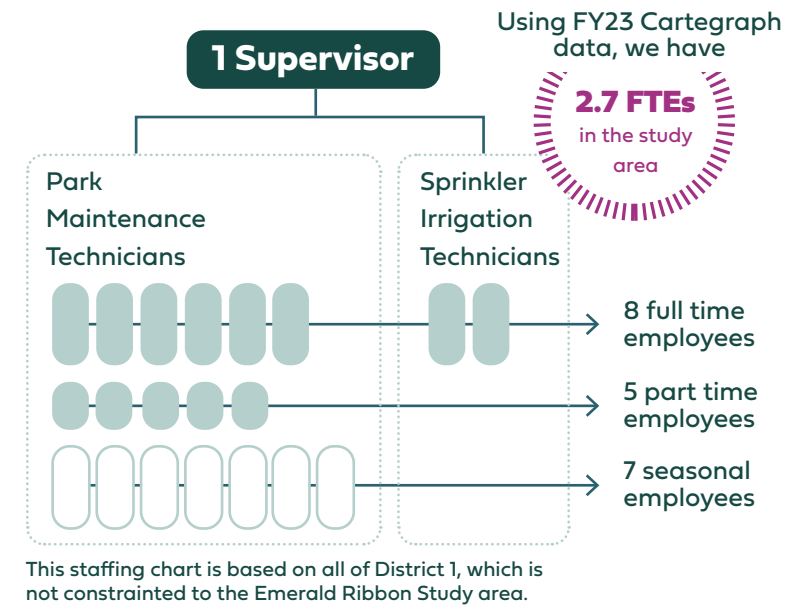 Using FY23 Cartegraph
data, we have
1 Supervisor
2.7 FTEs
in the study
area
Park
Maintenance
Technicians
Sprinkler
Irrigation
Technicians
8 full time
employees
5 part time
employees
7 seasonal
employees
This staffing chart is based on all of District 1, which is
not constrainted to the Emerald Ribbon Study area.